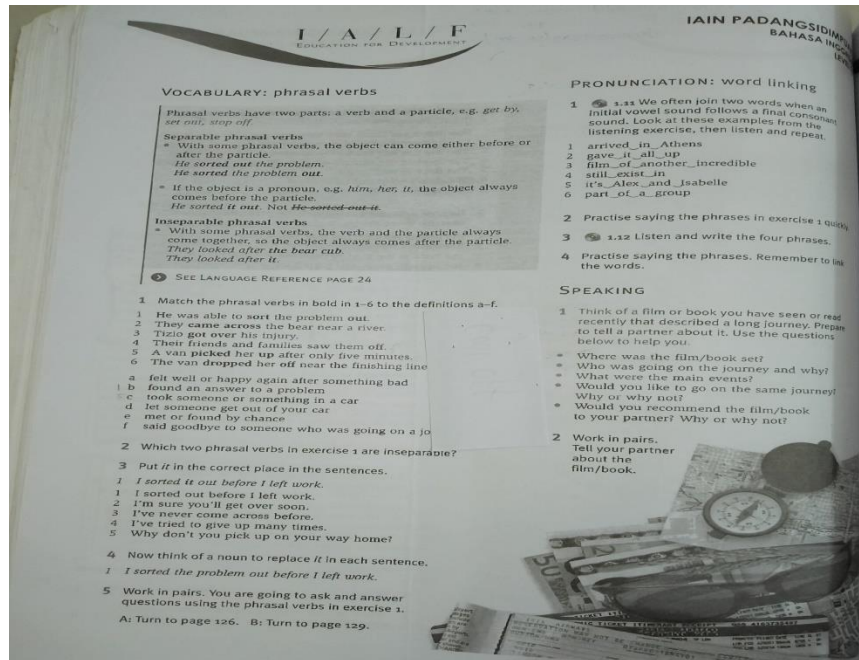 I / A / L / F
EDUCATION FOR DEVELOPMENT
IAIN PADANGSIDIMPU
BAHASA INGG
LEVE
VOCABULARY: phrasal verbs
Phrasal verbs have two parts: a verb and a particle, e.g. get by,
set out, stop off
Separable phrasal verbs
• With some phrasal verbs, the object can come either before or
after the particle.
He sorted out the problem.
He sorted the problem out.
• If the object is a pronoun, e.g. him, her, it, the object always
comes before the particle.
He sorted it out. Not He sorted out it.
Inseparable phrasal verbs
• With some phrasal verbs, the verb and the particle always
come together, so the object always comes after the particle.
They looked after the bear cub.
They looked after it.
SEE LANGUAGE REFERENCE PAGE 24
1 Match the phrasal verbs in bold in 1–6 to the definitions a–f.
1 He was able to sort the problem out.
2 They came across the bear near a river.
3 Tizio got over his injury.
4 Their friends and families saw them off.
5 A van picked her up after only five minutes.
6 The van dropped her off near the finishing line
a felt well or happy again after something bad
b found an answer to a problem
c took someone or something in a car
d let someone get out of your car
e met or found by chance
f said goodbye to someone who was going on a jo
2 Which two phrasal verbs in exercise 1 are inseparable?
3 Put it in the correct place in the sentences.
1 I sorted it out before I left work.
1 I sorted out before I left work.
2 I'm sure you'll get over soon.
3 I've never come across before.
4 I've tried to give up many times.
5 Why don't you pick up on your way home?
4 Now think of a noun to replace it in each sentence.
1 I sorted the problem out before I left work.
5 Work in pairs. You are going to ask and answer
questions using the phrasal verbs in exercise 1.
A: Turn to page 126. B: Turn to page 129.
PRONUNCIATION: word linking
1 1.11 We often join two words when an
initial vowel sound follows a final consonant
sound. Look at these examples from the
listening exercise, then listen and repeat.
1 arrived_in_Athens
2 gave_it_all_up
3 film_of_another_incredible
4 still_exist_in
5 it's_Alex_and_Isabelle
6 part_of_a_group
2 Practise saying the phrases in exercise 1 quickly.
3 1.12 Listen and write the four phrases.
4 Practise saying the phrases. Remember to link
the words.
SPEAKING
1 Think of a film or book you have seen or read
recently that described a long journey. Prepare
to tell a partner about it. Use the questions
below to help you.
• Where was the film/book set?
• Who was going on the journey and why?
• What were the main events?
• Would you like to go on the same journey?
Why or why not?
• Would you recommend the film/book
to your partner? Why or why not?
2 Work in pairs.
Tell your partner
about the
film/book.